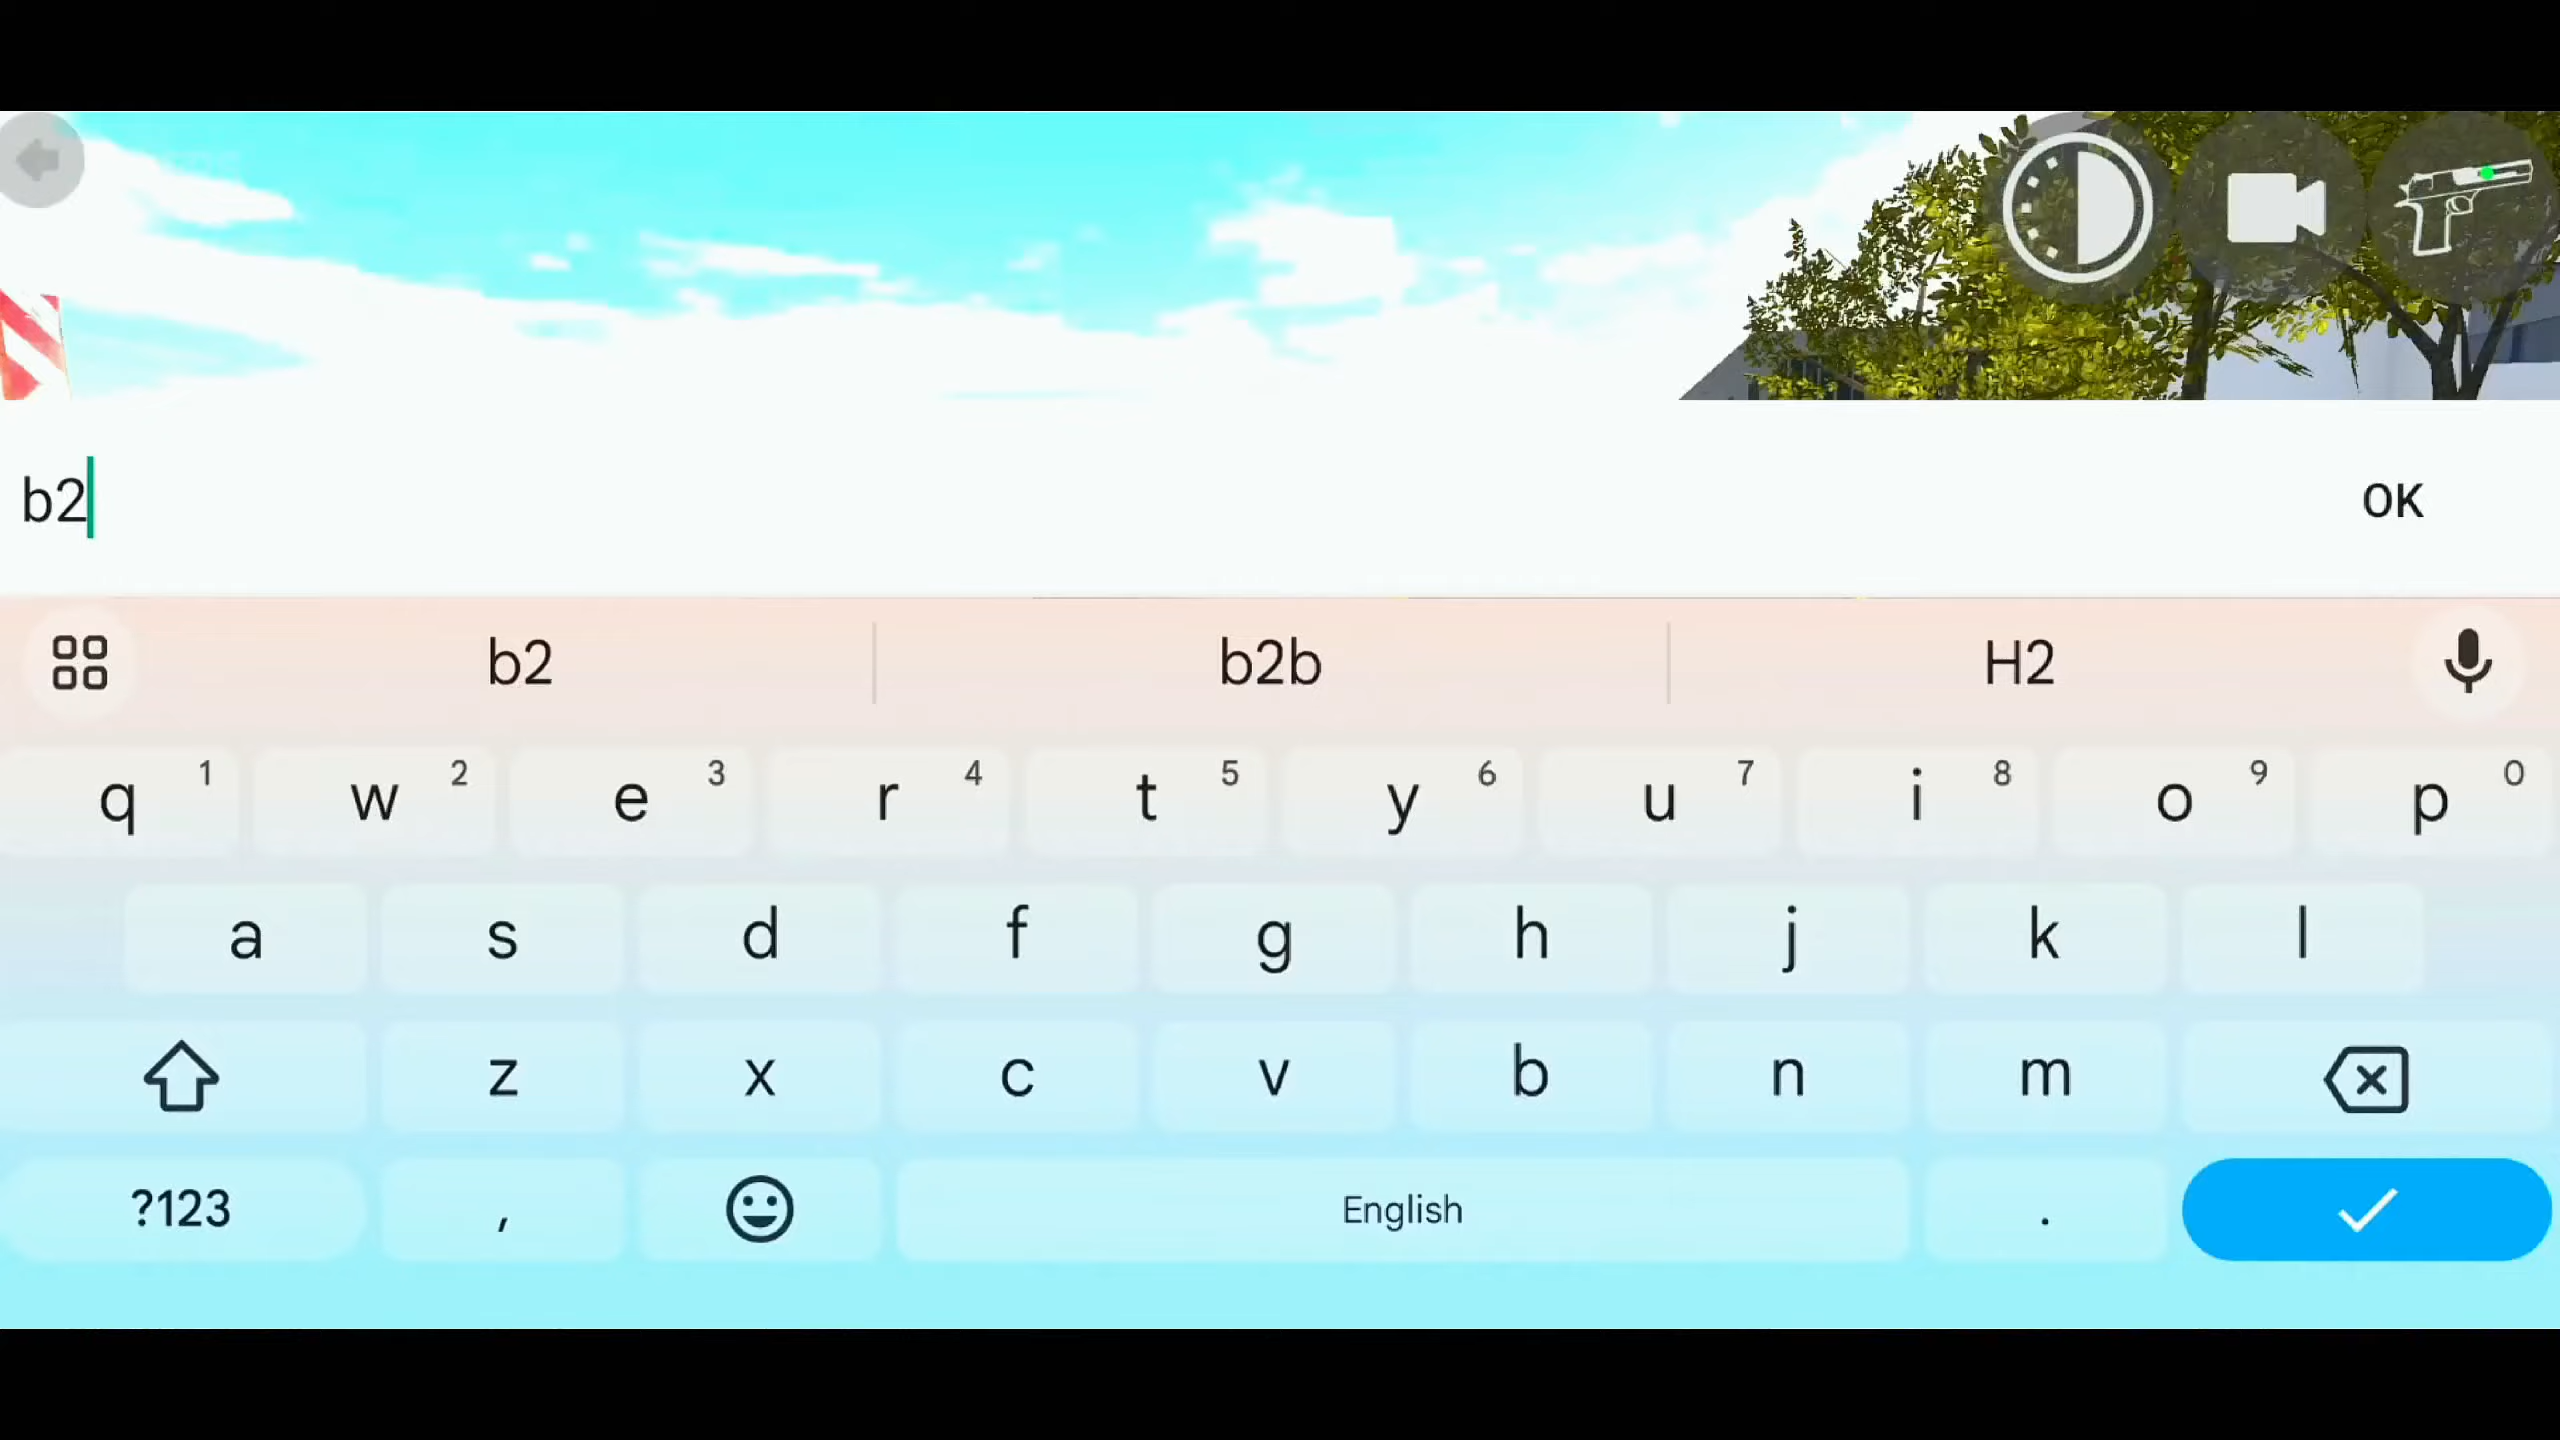 b2
OK
b2 b2b H2
q 1 w 2 e 3 r 4 t 5 y 6 u 7 i 8 o 9 p 0
a s d f g h j k l
z x c v b n m
?123 , English .